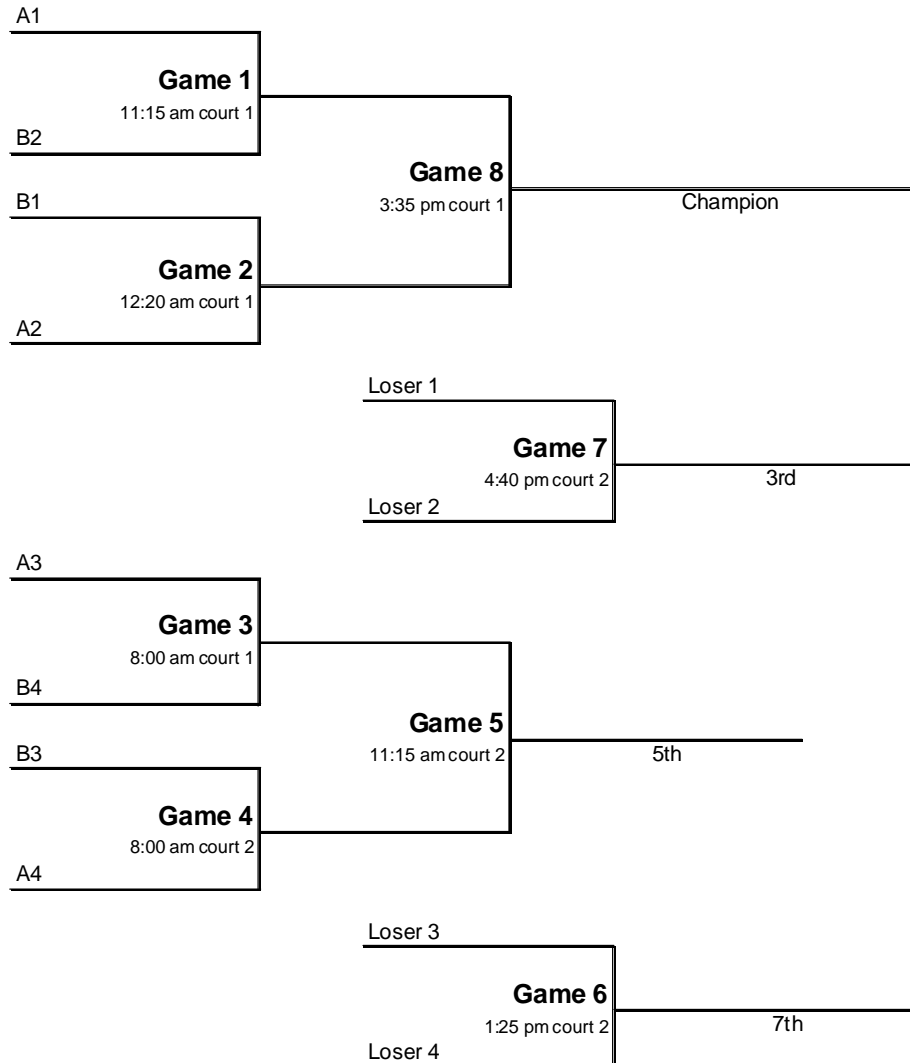 A1
Game 1
11:15 am court 1
B2
Game 8
3:35 pm court 1
Champion
B1
Game 2
12:20 am court 1
A2
Loser 1
Game 7
4:40 pm court 2
3rd
Loser 2
A3
Game 3
8:00 am court 1
B4
Game 5
11:15 am court 2
5th
B3
Game 4
8:00 am court 2
A4
Loser 3
Game 6
1:25 pm court 2
7th
Loser 4